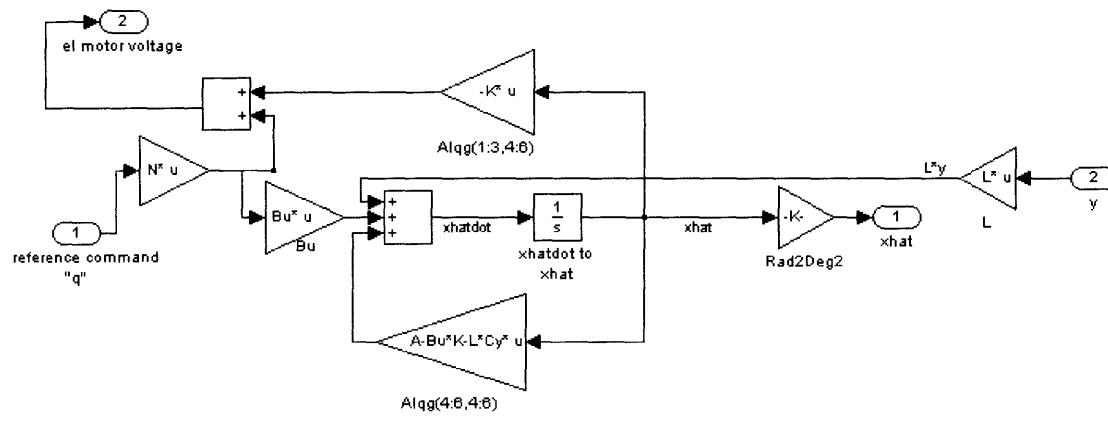 2
el motor voltage
+
+
-K* u
Alqg(1:3,4:6)
N* u
1
reference command
"q"
Bu* u
Bu
+
+
+
xhatdot
1
s
xhatdot to
xhat
xhat
-K-
Rad2Deg2
1
xhat
L*y
L* u
L
2
y
A-Bu*K-L*Cy* u
Alqg(4:6,4:6)